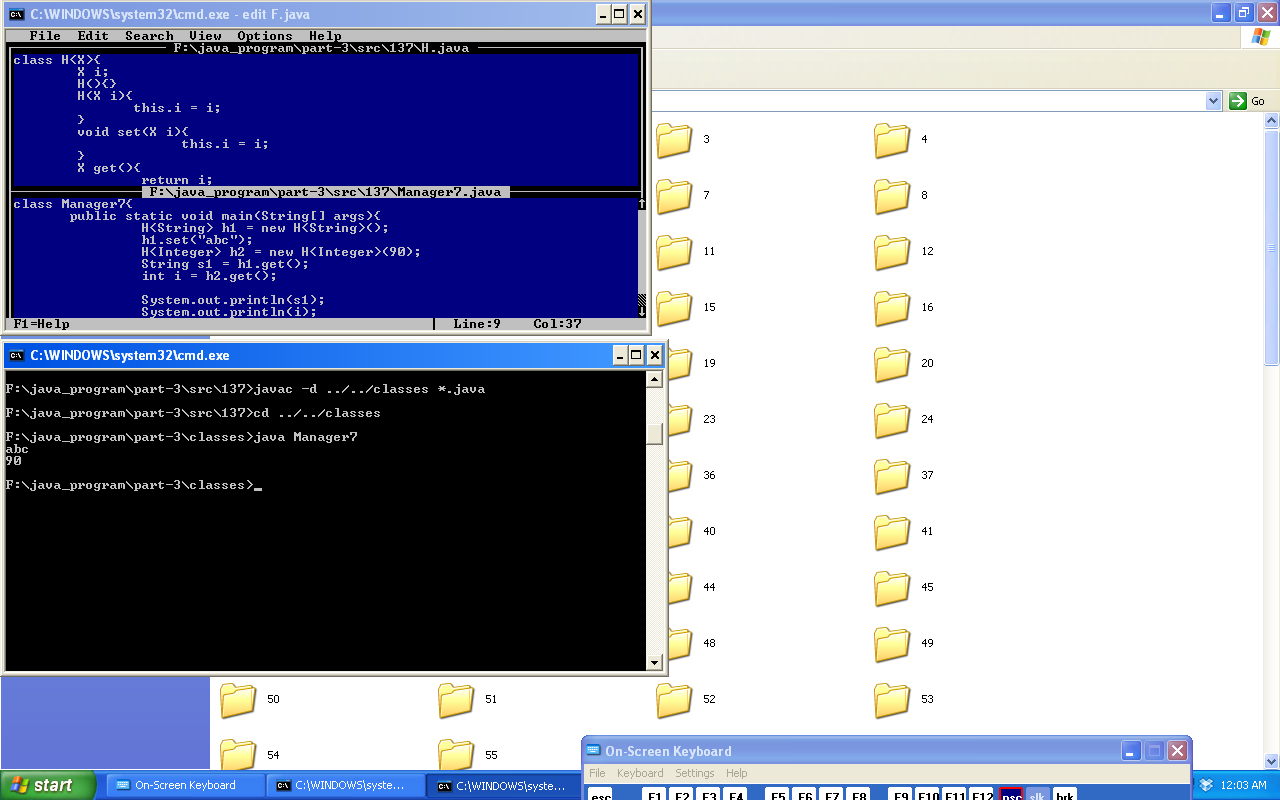 C:\WINDOWS\system32\cmd.exe - edit F.java
File Edit Search View Options Help
F:\java_program\part-3\src\137\H.java
class H<X>{
X i;
H(){}
H(X i){
this.i = i;
}
void set(X i){
this.i = i;
}
X get(){
return i;
F:\java_program\part-3\src\137\Manager7.java
class Manager7{
public static void main(String[] args){
H<String> h1 = new H<String>();
h1.set("abc");
H<Integer> h2 = new H<Integer>(90);
String s1 = h1.get();
int i = h2.get();
System.out.println(s1);
System.out.println(i);
F1=Help Line:9 Col:37
C:\WINDOWS\system32\cmd.exe
F:\java_program\part-3\src\137>javac -d ../../classes *.java
F:\java_program\part-3\src\137>cd ../../classes
F:\java_program\part-3\classes>java Manager7
abc
90
F:\java_program\part-3\classes>_
Go
3 4
7 8
11 12
15 16
19 20
23 24
36 37
40 41
44 45
48 49
50 51 52 53
54 55
On-Screen Keyboard
File Keyboard Settings Help
esc F1 F2 F3 F4 F5 F6 F7 F8 F9 F10 F11 F12 psc slk brk
start On-Screen Keyboard C:\WINDOWS\syste... C:\WINDOWS\syste... 12:03 AM